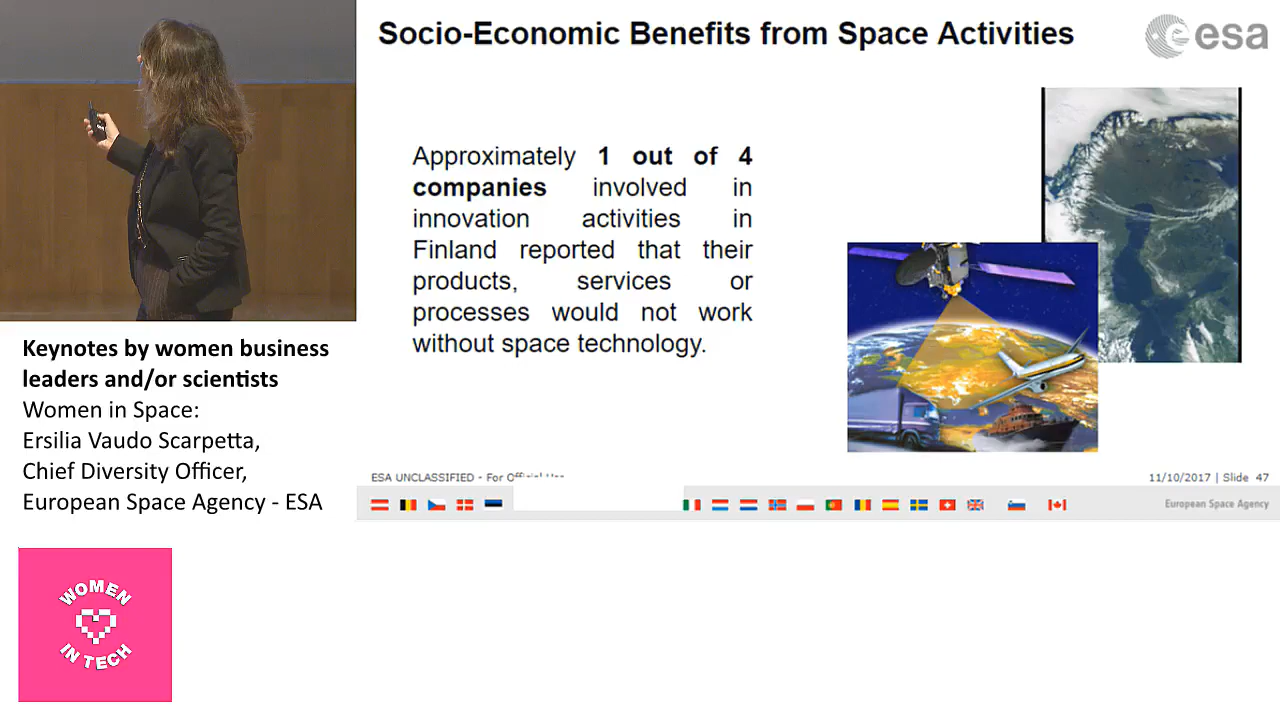 Socio-Economic Benefits from Space Activities
esa
Approximately 1 out of 4
companies involved in
innovation activities in
Finland reported that their
products, services or
processes would not work
without space technology.
Keynotes by women business
leaders and/or scientists
Women in Space:
Ersilia Vaudo Scarpetta,
Chief Diversity Officer,
European Space Agency - ESA
ESA UNCLASSIFIED - For Official Use
11/10/2017 | Slide 47
European Space Agency
WOMEN
IN TECH